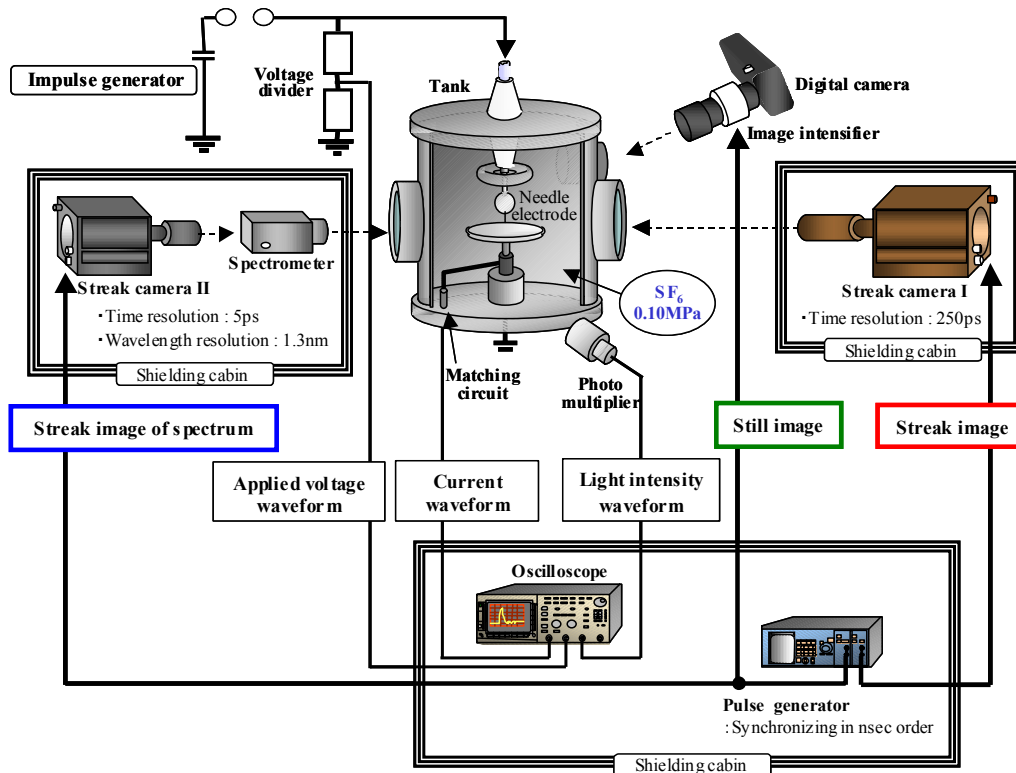 Impulse generator
Voltage
divider
Tank
Digital camera
Image intensifier
Needle
electrode
Spectrometer
Streak camera II
・Time resolution : 5ps
・Wavelength resolution : 1.3nm
Shielding cabin
SF6
0.10MPa
Streak camera I
・Time resolution : 250ps
Shielding cabin
Matching
circuit
Photo
multiplier
Streak image of spectrum
Still image
Streak image
Applied voltage
waveform
Current
waveform
Light intensity
waveform
Oscilloscope
Pulse generator
: Synchronizing in nsec order
Shielding cabin